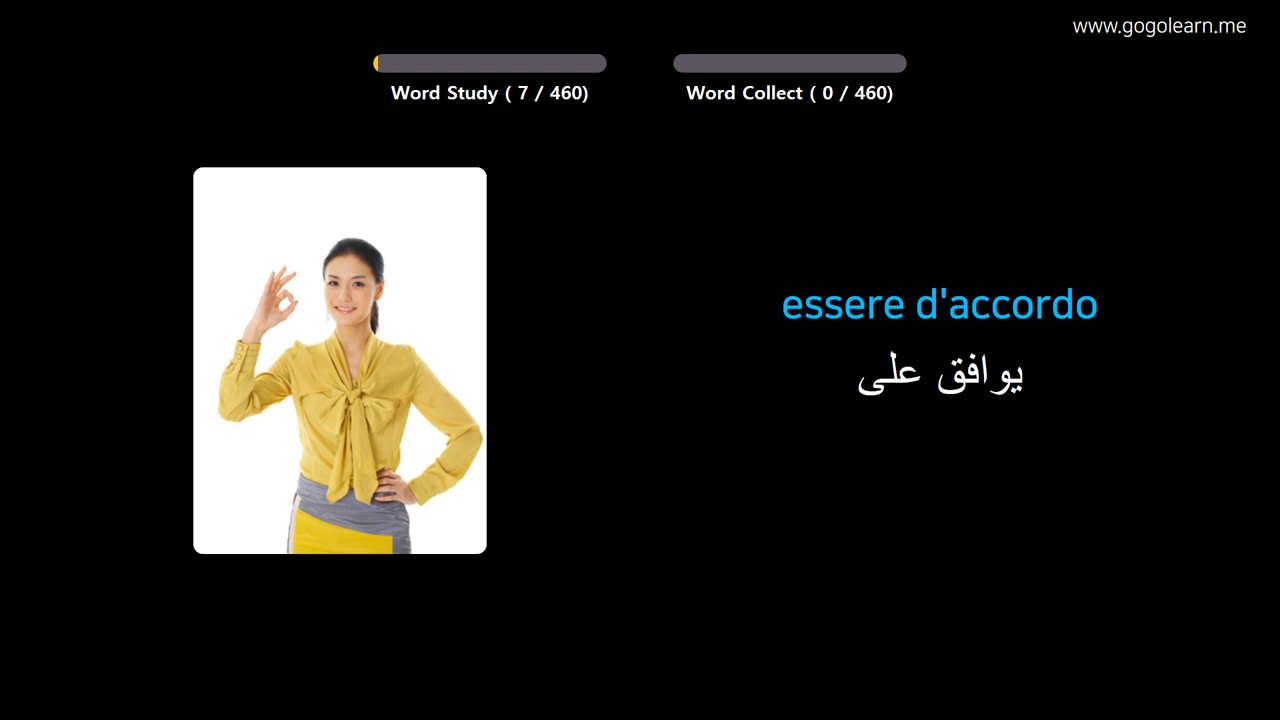 www.gogolearn.me
Word Study ( 7 / 460)
Word Collect ( 0 / 460)
essere d'accordo
يوافق على